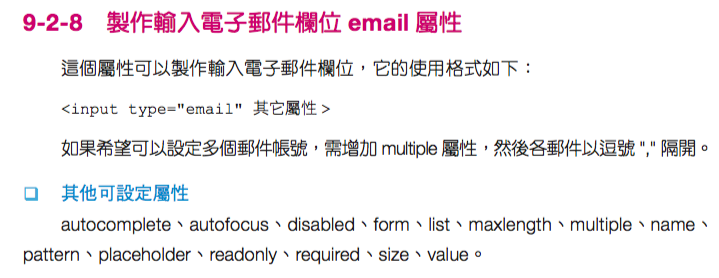 9-2-8 製作輸入電子郵件欄位 email 屬性
這個屬性可以製作輸入電子郵件欄位，它的使用格式如下：
<input type="email" 其它屬性>
如果希望可以設定多個郵件帳號，需增加 multiple 屬性，然後各郵件以逗號 "," 隔開。
❏ 其他可設定屬性
autocomplete、autofocus、disabled、form、list、maxlength、multiple、name、
pattern、placeholder、readonly、required、size、value。